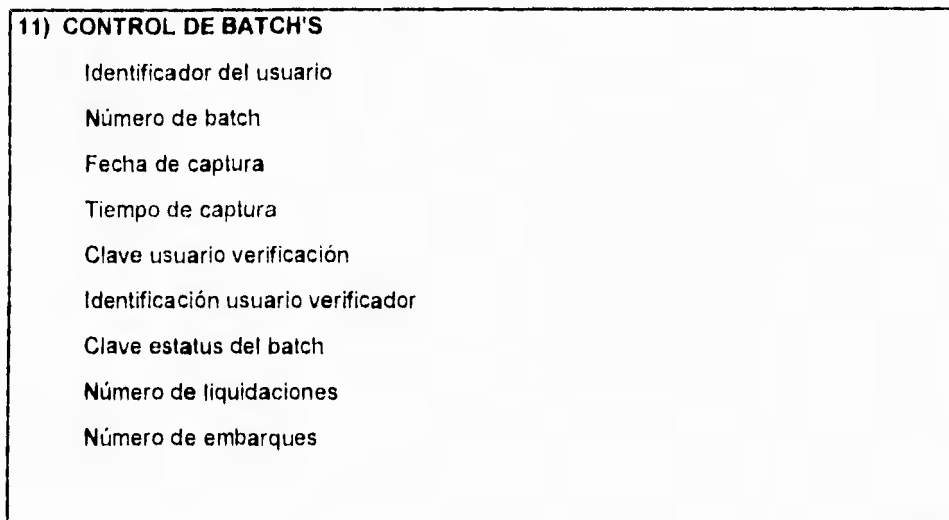 11) CONTROL DE BATCH'S
Identificador del usuario
Número de batch
Fecha de captura
Tiempo de captura
Clave usuario verificación
Identificación usuario verificador
Clave estatus del batch
Número de liquidaciones
Número de embarques